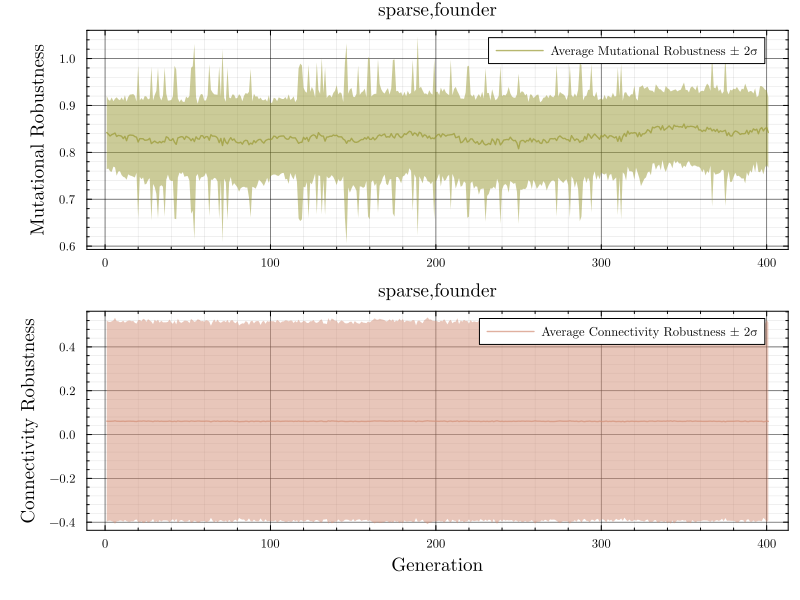 sparse,founder
Average Mutational Robustness ± 2σ
Mutational Robustness
1.0
0.9
0.8
0.7
0.6
0 100 200 300 400
sparse,founder
Average Connectivity Robustness ± 2σ
Connectivity Robustness
0.4
0.2
0.0
−0.2
−0.4
0 100 200 300 400
Generation